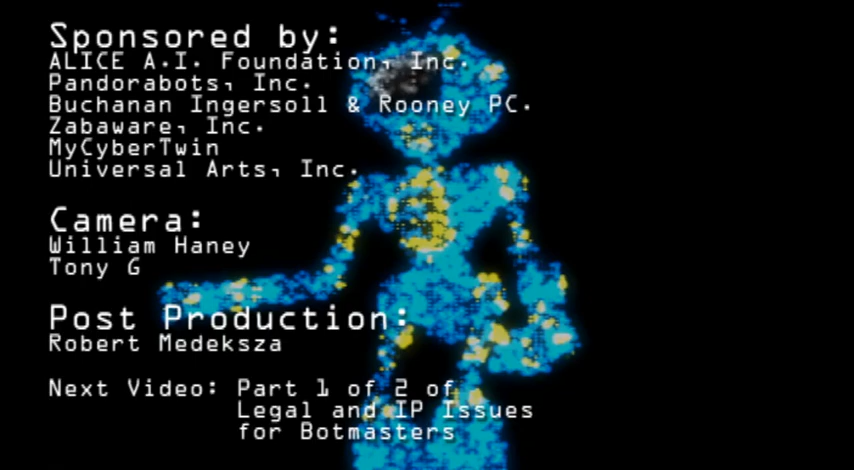 Sponsored by:
ALICE A.I. Foundation, Inc.
Pandorabots, Inc.
Buchanan Ingersoll & Rooney PC.
Zabaware, Inc.
MyCyberTwin
Universal Arts, Inc.
Camera:
William Haney
Tony G
Post Production:
Robert Medeksza
Next Video: Part 1 of 2 of
Legal and IP Issues
for Botmasters